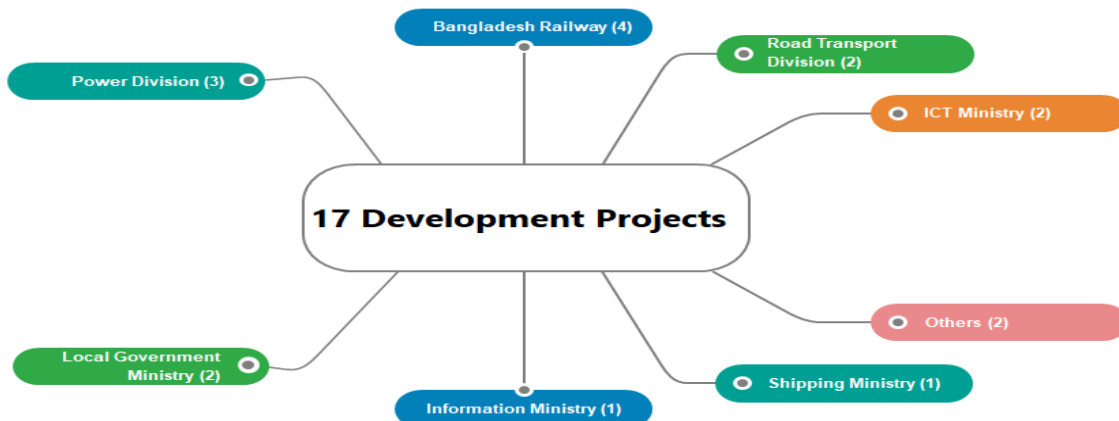 Bangladesh Railway (4)
Road Transport
Division (2)
Power Division (3)
ICT Ministry (2)
17 Development Projects
Others (2)
Local Government
Ministry (2)
Shipping Ministry (1)
Information Ministry (1)